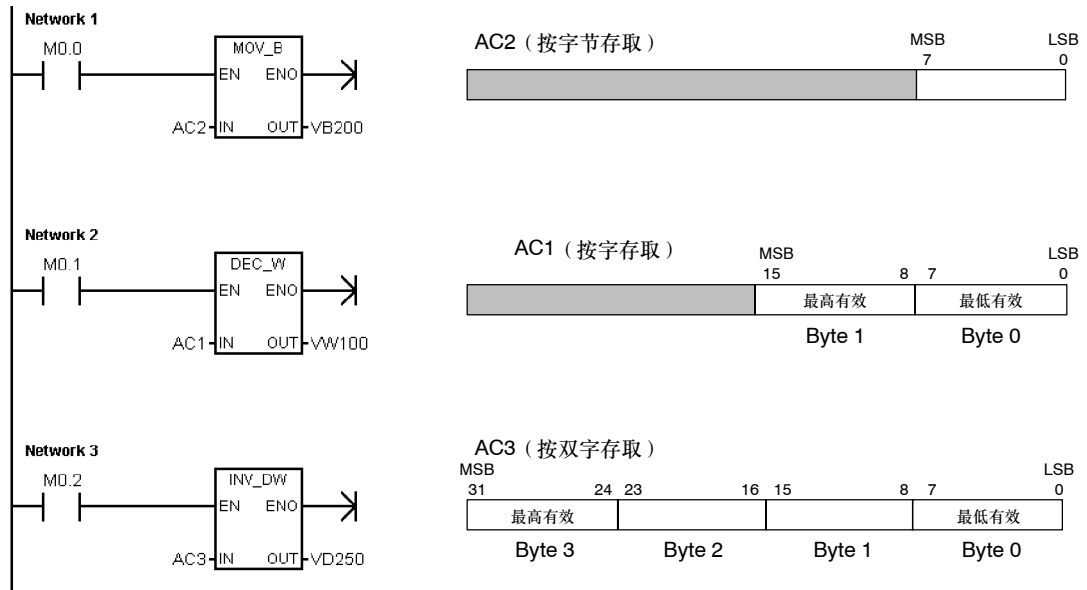 Network 1
M0.0
MOV_B
EN ENO
AC2 IN OUT VB200
AC2（按字节存取）
MSB LSB
7 0
Network 2
M0.1
DEC_W
EN ENO
AC1 IN OUT VW100
AC1（按字存取）
MSB LSB
15 8 7 0
最高有效 最低有效
Byte 1 Byte 0
Network 3
M0.2
INV_DW
EN ENO
AC3 IN OUT VD250
AC3（按双字存取）
MSB LSB
31 24 23 16 15 8 7 0
最高有效 最低有效
Byte 3 Byte 2 Byte 1 Byte 0